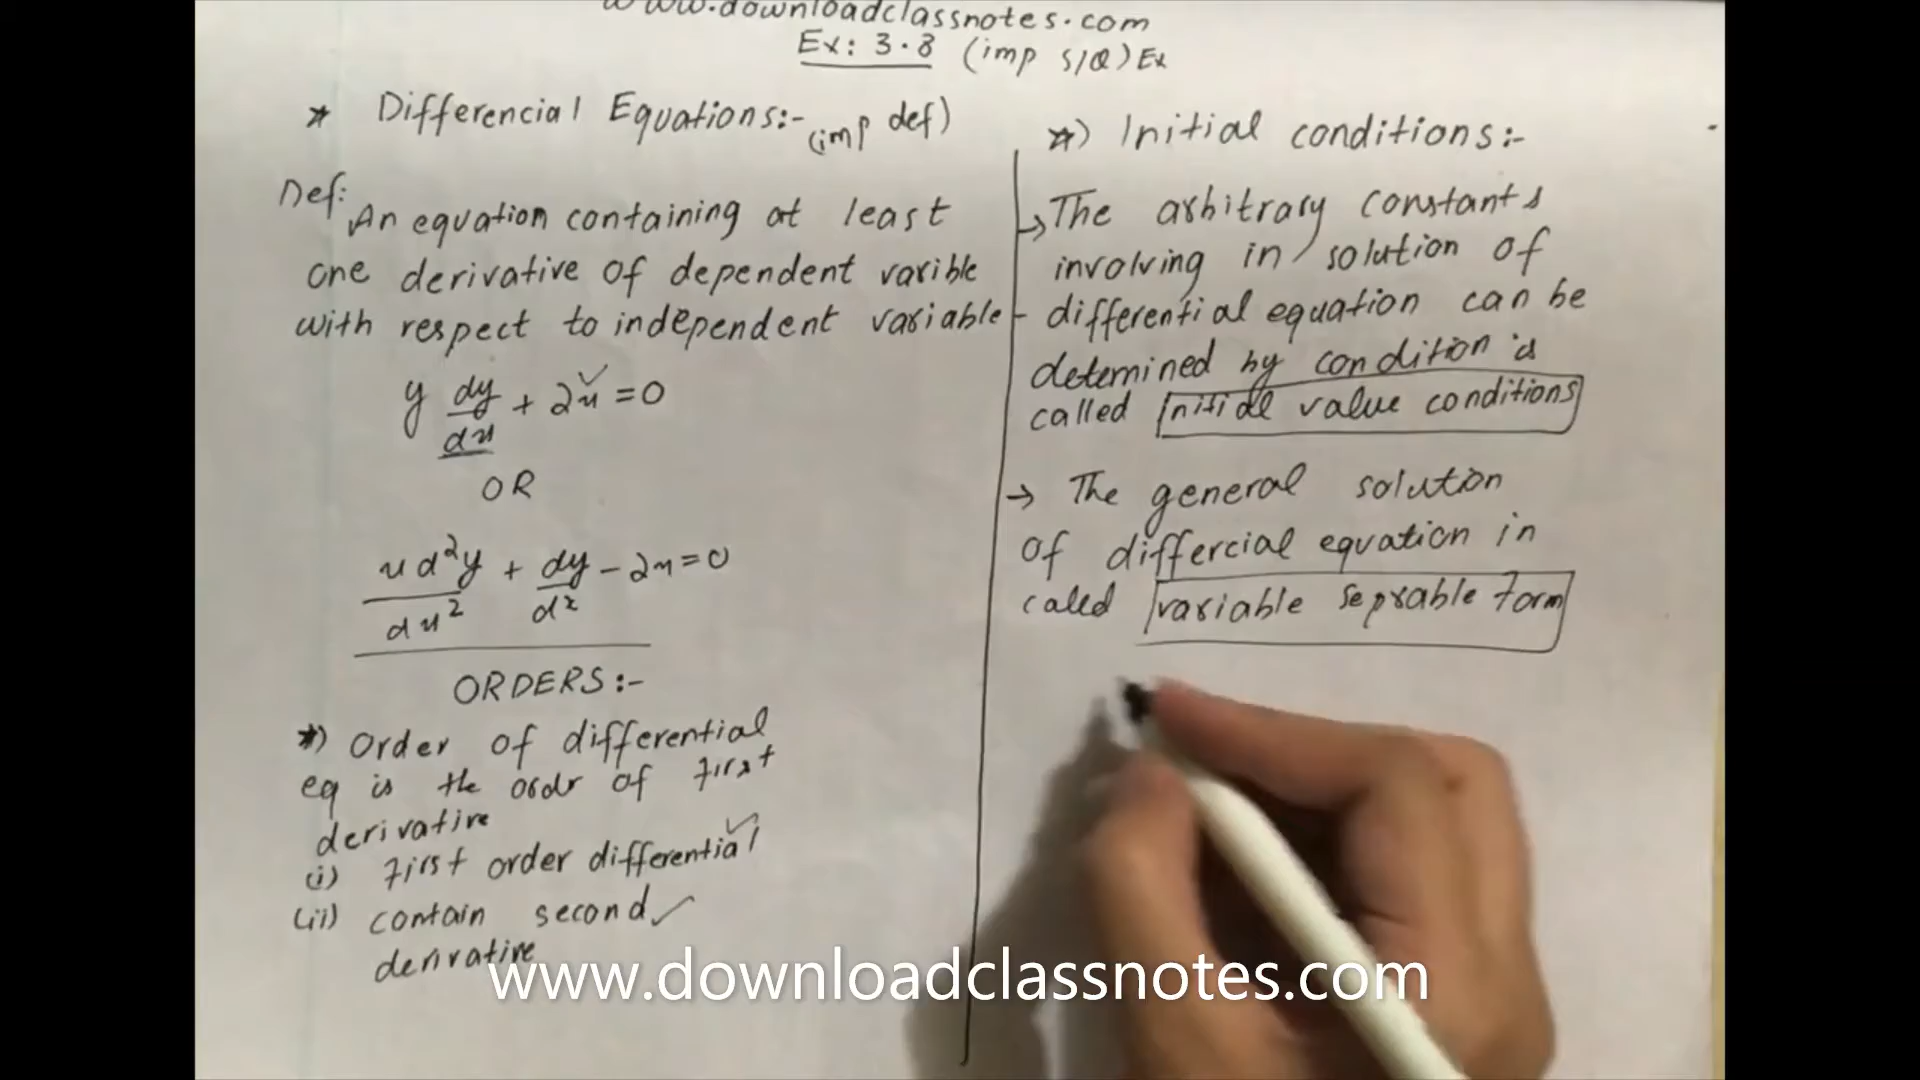 www.downloadclassnotes.com
Ex: 3.8 (imp S/Q) Ex
* Differencial Equations:- (imp def)
Def: An equation containing at least
one derivative of dependent varible
with respect to independent variable
y dy/dx + 2x = 0
OR
x d²y/dx² + dy/dx - 2x = 0
ORDERS:-
*) Order of differential
eq is the order of first
derivative
(i) first order differential
(ii) contain second
derivative
*) Initial conditions:-
→ The arbitrary constants
involving in solution of
differential equation can be
detemined by condition is
called Initial value conditions
→ The general solution
of differcial equation in
called variable seprable form
www.downloadclassnotes.com